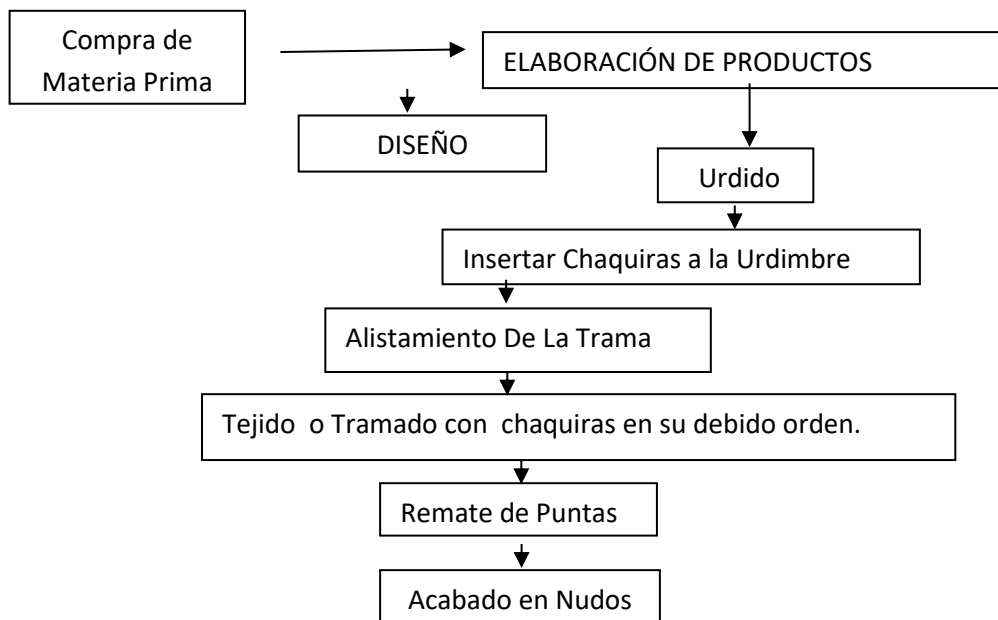 Compra de
Materia Prima
ELABORACIÓN DE PRODUCTOS
DISEÑO
Urdido
Insertar Chaquiras a la Urdimbre
Alistamiento De La Trama
Tejido o Tramado con chaquiras en su debido orden.
Remate de Puntas
Acabado en Nudos